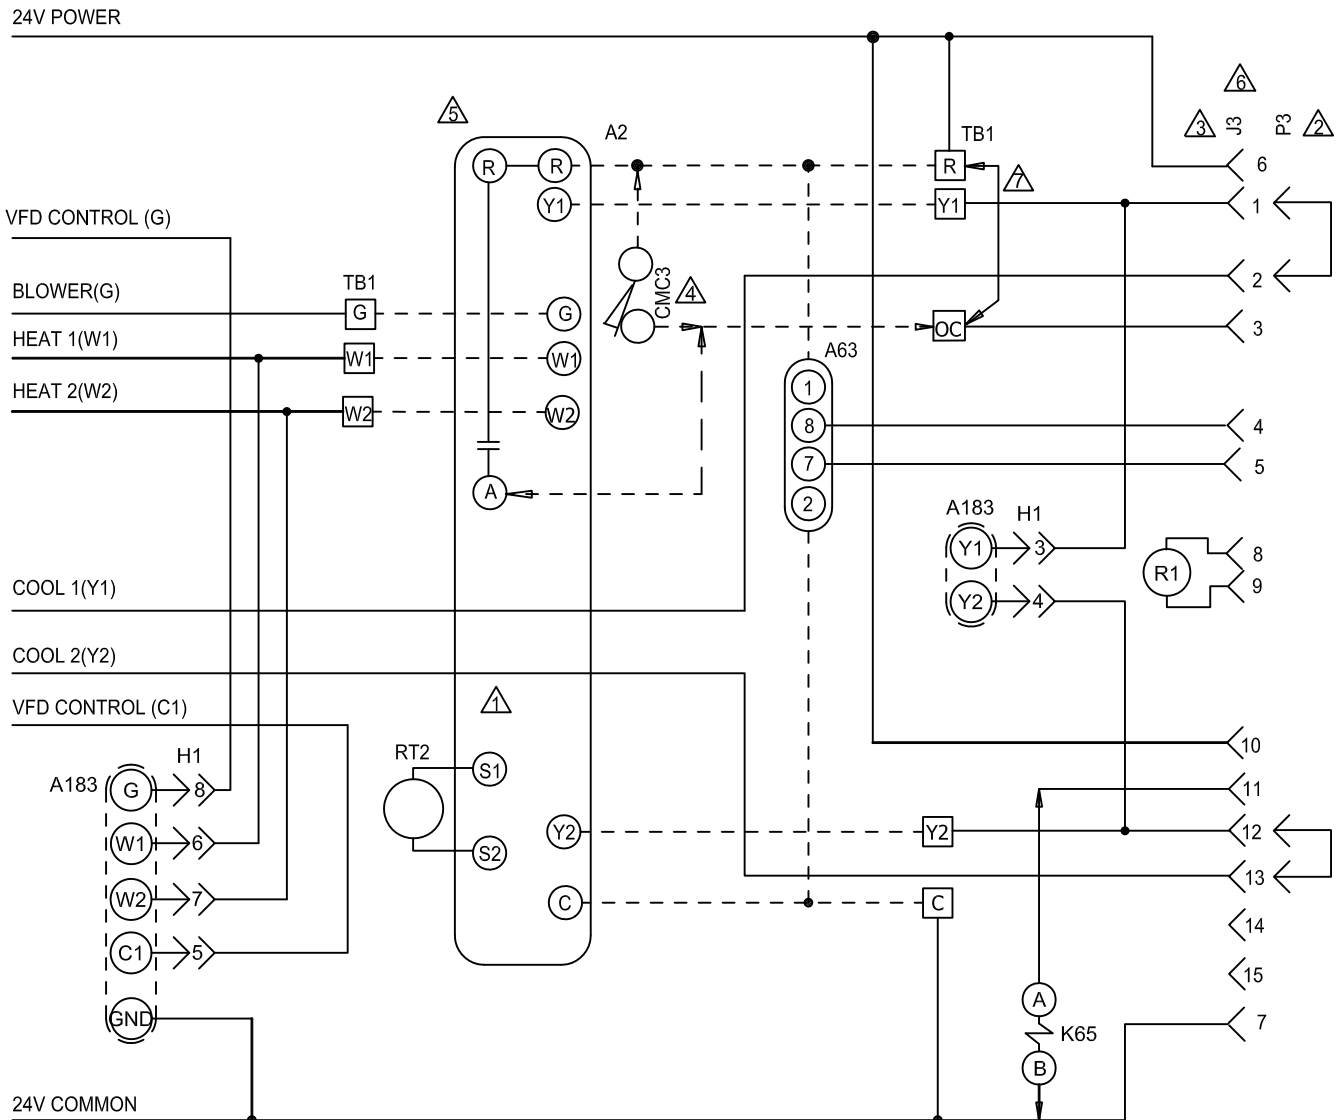 24V POWER
6
5
A2
TB1
3
J3
P3
2
R
R
R
7
6
Y1
Y1
1
VFD CONTROL (G)
CMC3
4
2
BLOWER(G)
TB1
G
G
OC
3
HEAT 1(W1)
W1
W1
A63
1
HEAT 2(W2)
W2
W2
8
4
7
5
A
2
A183
H1
Y1
3
R1
8
COOL 1(Y1)
Y2
4
9
COOL 2(Y2)
1
VFD CONTROL (C1)
10
RT2
S1
A183
H1
G
8
11
W1
6
S2
Y2
Y2
12
13
W2
7
C
C
14
C1
5
15
A
GND
K65
7
B
24V COMMON